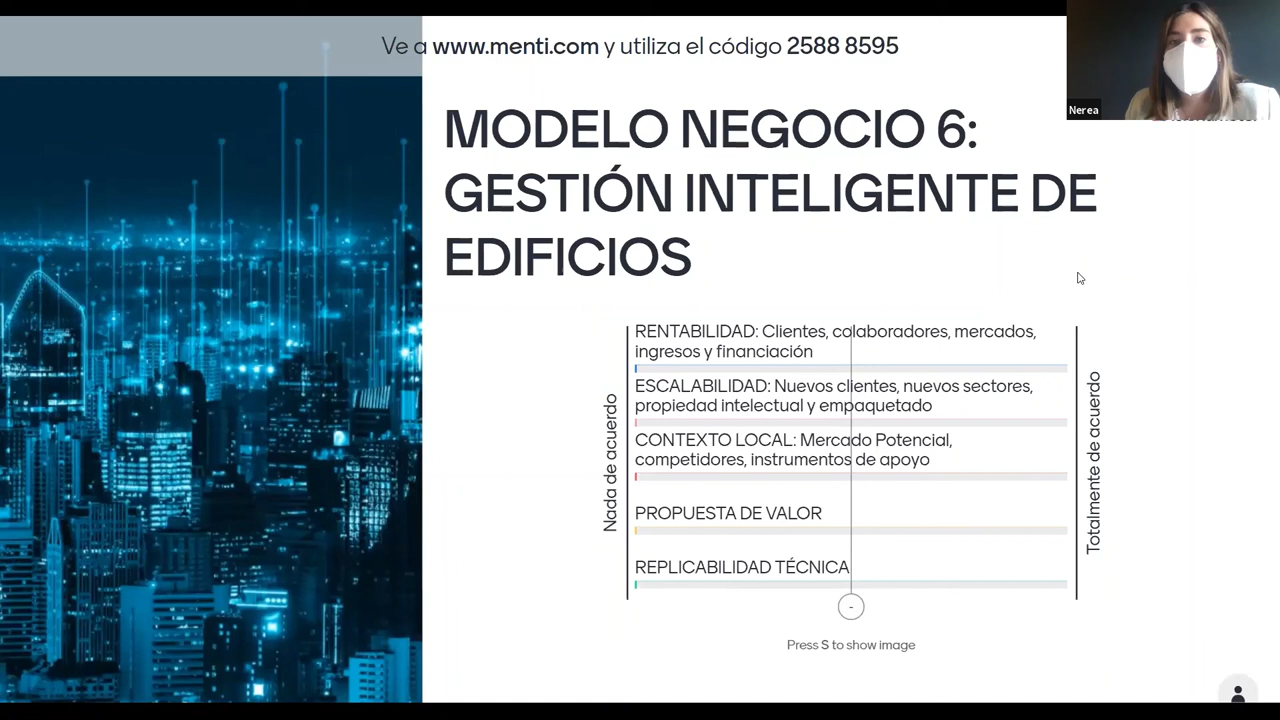 Ve a www.menti.com y utiliza el código 2588 8595
Nerea
MODELO NEGOCIO 6:
GESTIÓN INTELIGENTE DE
EDIFICIOS
Nada de acuerdo
RENTABILIDAD: Clientes, colaboradores, mercados,
ingresos y financiación
ESCALABILIDAD: Nuevos clientes, nuevos sectores,
propiedad intelectual y empaquetado
CONTEXTO LOCAL: Mercado Potencial,
competidores, instrumentos de apoyo
PROPUESTA DE VALOR
REPLICABILIDAD TÉCNICA
-
Totalmente de acuerdo
Press S to show image